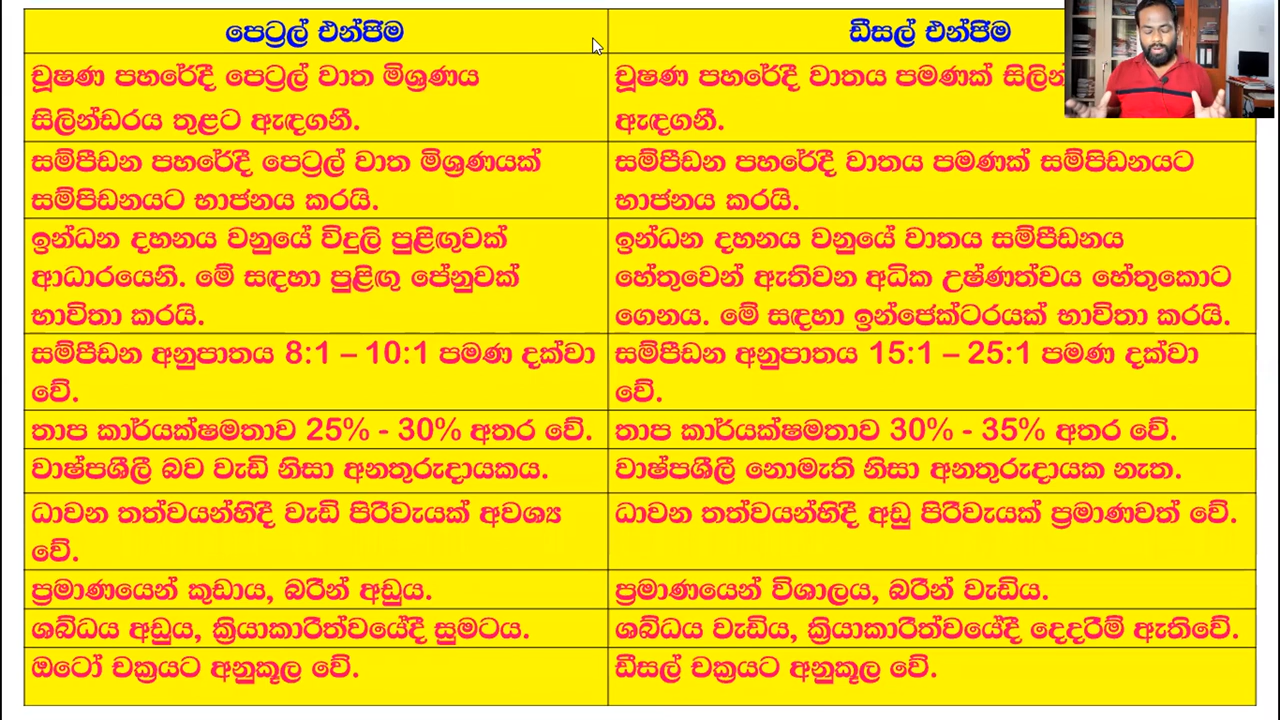 පෙට්‍රල් එන්ජිම
ඩීසල් එන්ජිම
චූෂණ පහරේදී පෙට්‍රල් වාත මිශ්‍රණය
සිලින්ඩරය තුළට ඇඳගනී.
චූෂණ පහරේදී වාතය පමණක්
ඇඳගනී.
සම්පීඩන පහරේදී පෙට්‍රල් වාත මිශ්‍රණයක්
සම්පිඩනයට භාජනය කරයි.
සම්පීඩන පහරේදී වාතය පමණක් සම්පිඩනයට
භාජනය කරයි.
ඉන්ධන දහනය වනුයේ විදුලි පුළිඟුවක්
ආධාරයෙනි. මේ සඳහා පුළිඟු පේනුවක්
භාවිතා කරයි.
ඉන්ධන දහනය වනුයේ වාතය සම්පීඩනය
හේතුවෙන් ඇතිවන අධික උෂ්ණත්වය හේතුකොට
ගෙනය. මේ සඳහා ඉන්ජෙක්ටරයක් භාවිතා කරයි.
සම්පීඩන අනුපාතය 8:1 – 10:1 පමණ දක්වා
වේ.
සම්පීඩන අනුපාතය 15:1 – 25:1 පමණ දක්වා
වේ.
තාප කාර්යක්ෂමතාව 25% - 30% අතර වේ.
තාප කාර්යක්ෂමතාව 30% - 35% අතර වේ.
වාෂ්පශීලී බව වැඩි නිසා අනතුරුදායකය.
වාෂ්පශීලී නොමැති නිසා අනතුරුදායක නැත.
ධාවන තත්වයන්හිදී වැඩි පිරිවැයක් අවශ්‍ය
වේ.
ධාවන තත්වයන්හිදී අඩු පිරිවැයක් ප්‍රමාණවත් වේ.
ප්‍රමාණයෙන් කුඩාය, බරින් අඩුය.
ප්‍රමාණයෙන් විශාලය, බරින් වැඩිය.
ශබ්ධය අඩුය, ක්‍රියාකාරීත්වයේදී සුමටය.
ශබ්ධය වැඩිය, ක්‍රියාකාරීත්වයේදී දෙදරීම් ඇතිවේ.
ඔටෝ චක්‍රයට අනුකූල වේ.
ඩීසල් චක්‍රයට අනුකූල වේ.